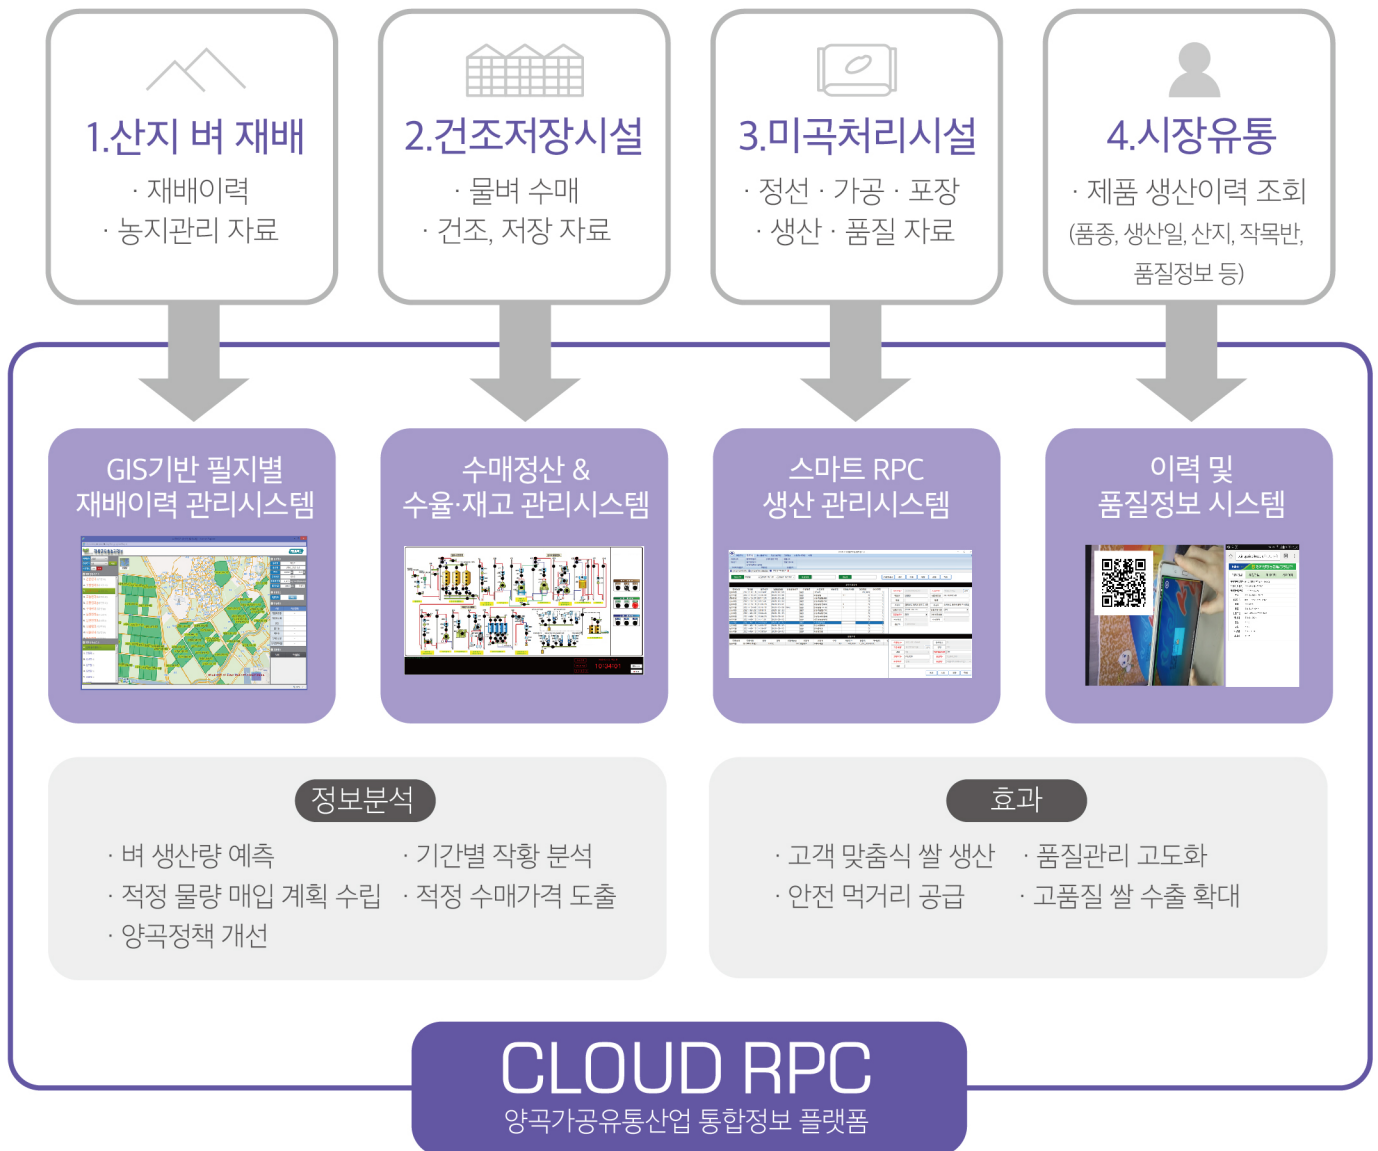 1.산지 벼 재배
· 재배이력
· 농지관리 자료
2.건조저장시설
· 물벼 수매
· 건조, 저장 자료
3.미곡처리시설
· 정선 · 가공 · 포장
· 생산 · 품질 자료
4.시장유통
· 제품 생산이력 조회
(품종, 생산일, 산지, 작목반,
품질정보 등)
GIS기반 필지별
재배이력 관리시스템
수매정산 &
수율·재고 관리시스템
스마트 RPC
생산 관리시스템
이력 및
품질정보 시스템
정보분석
· 벼 생산량 예측
· 기간별 작황 분석
· 적정 물량 매입 계획 수립
· 적정 수매가격 도출
· 양곡정책 개선
효과
· 고객 맞춤식 쌀 생산
· 품질관리 고도화
· 안전 먹거리 공급
· 고품질 쌀 수출 확대
CLOUD RPC
양곡가공유통산업 통합정보 플랫폼